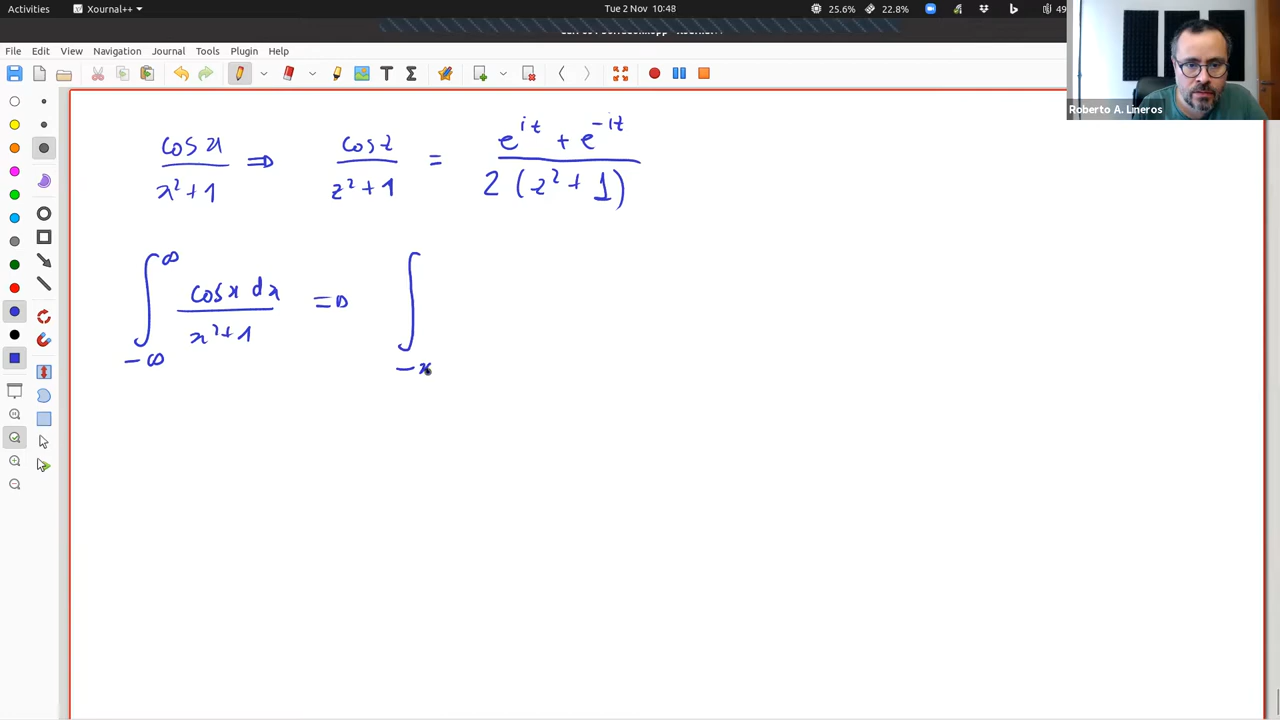 Activities Xournal++ Tue 2 Nov 10:48 25.6% 22.8%
File Edit View Navigation Journal Tools Plugin Help
Roberto A. Lineros
cos x / x² + 1 ⇒ cos z / z² + 1 = e^{iz} + e^{-iz} / 2 (z² + 1)
∫_{-∞}^{∞} cos x dx / x² + 1 ⇒ ∫